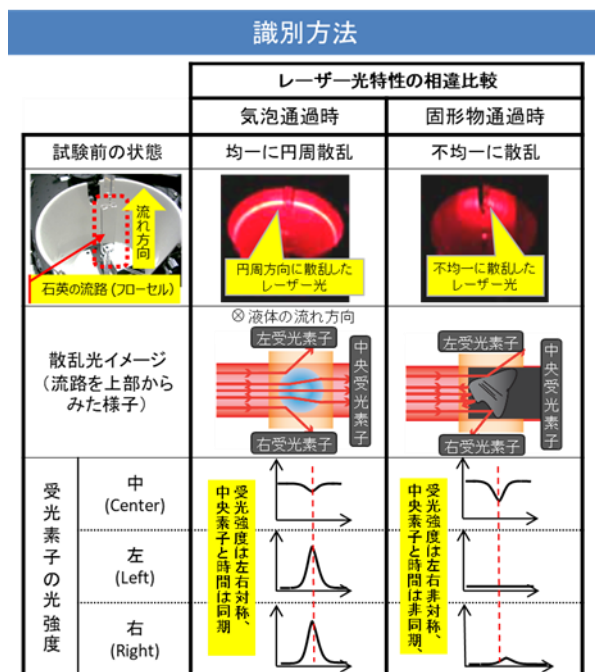 識別方法
レーザー光特性の相違比較
気泡通過時
固形物通過時
試験前の状態
均一に円周散乱
不均一に散乱
流れ方向
石英の流路(フローセル)
円周方向に散乱した
レーザー光
不均一に散乱した
レーザー光
散乱光イメージ
(流路を上部から
みた様子)
⊗液体の流れ方向
左受光素子
中央受光素子
右受光素子
左受光素子
中央受光素子
右受光素子
受光素子の光強度
中
(Center)
左
(Left)
右
(Right)
受光強度は左右対称、
中央素子と時間は同期
受光強度は左右非対称、
中央素子と時間は非同期、